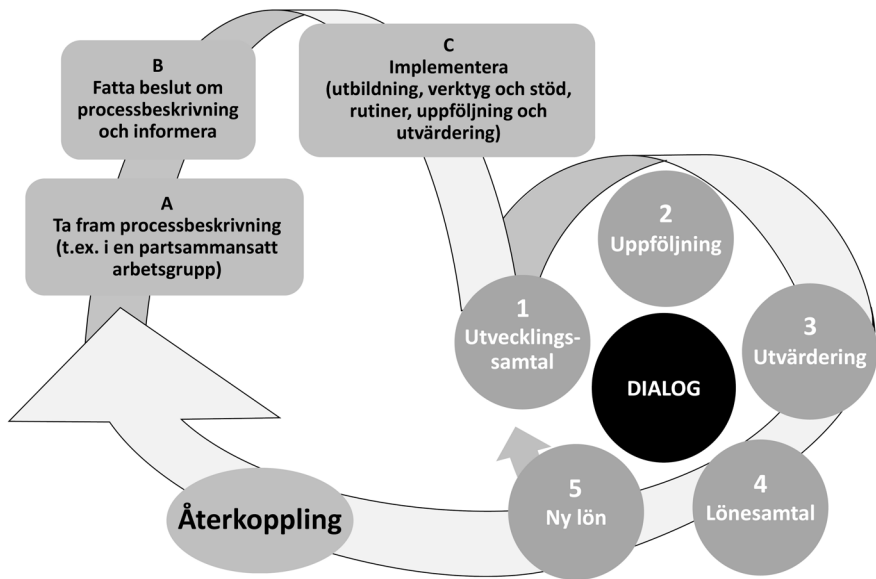 A
Ta fram processbeskrivning
(t.ex. i en partsammansatt
arbetsgrupp)
B
Fatta beslut om
processbeskrivning
och informera
C
Implementera
(utbildning, verktyg och stöd,
rutiner, uppföljning och
utvärdering)
1
Utvecklings-
samtal
2
Uppföljning
3
Utvärdering
4
Lönesamtal
5
Ny lön
DIALOG
Återkoppling